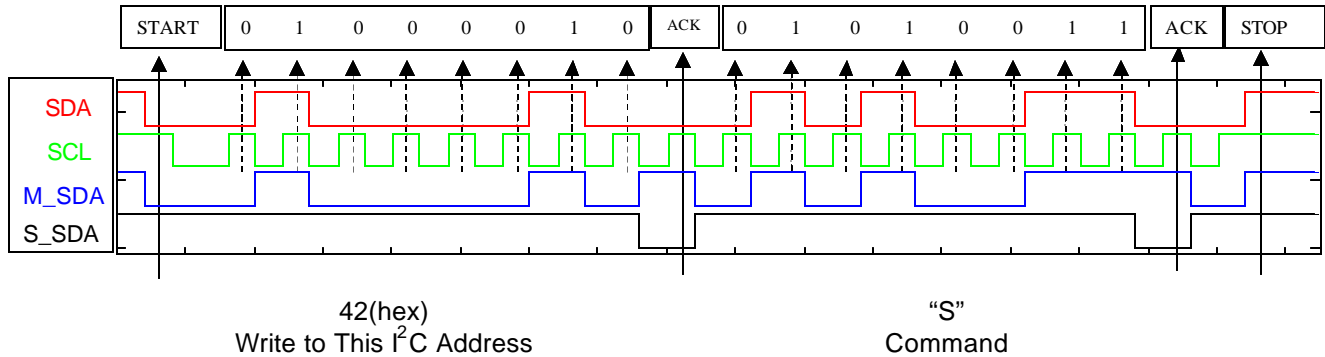 START 0 1 0 0 0 0 1 0 ACK 0 1 0 1 0 0 1 1 ACK STOP
SDA
SCL
M_SDA
S_SDA
42(hex) “S”
Write to This I2C Address Command